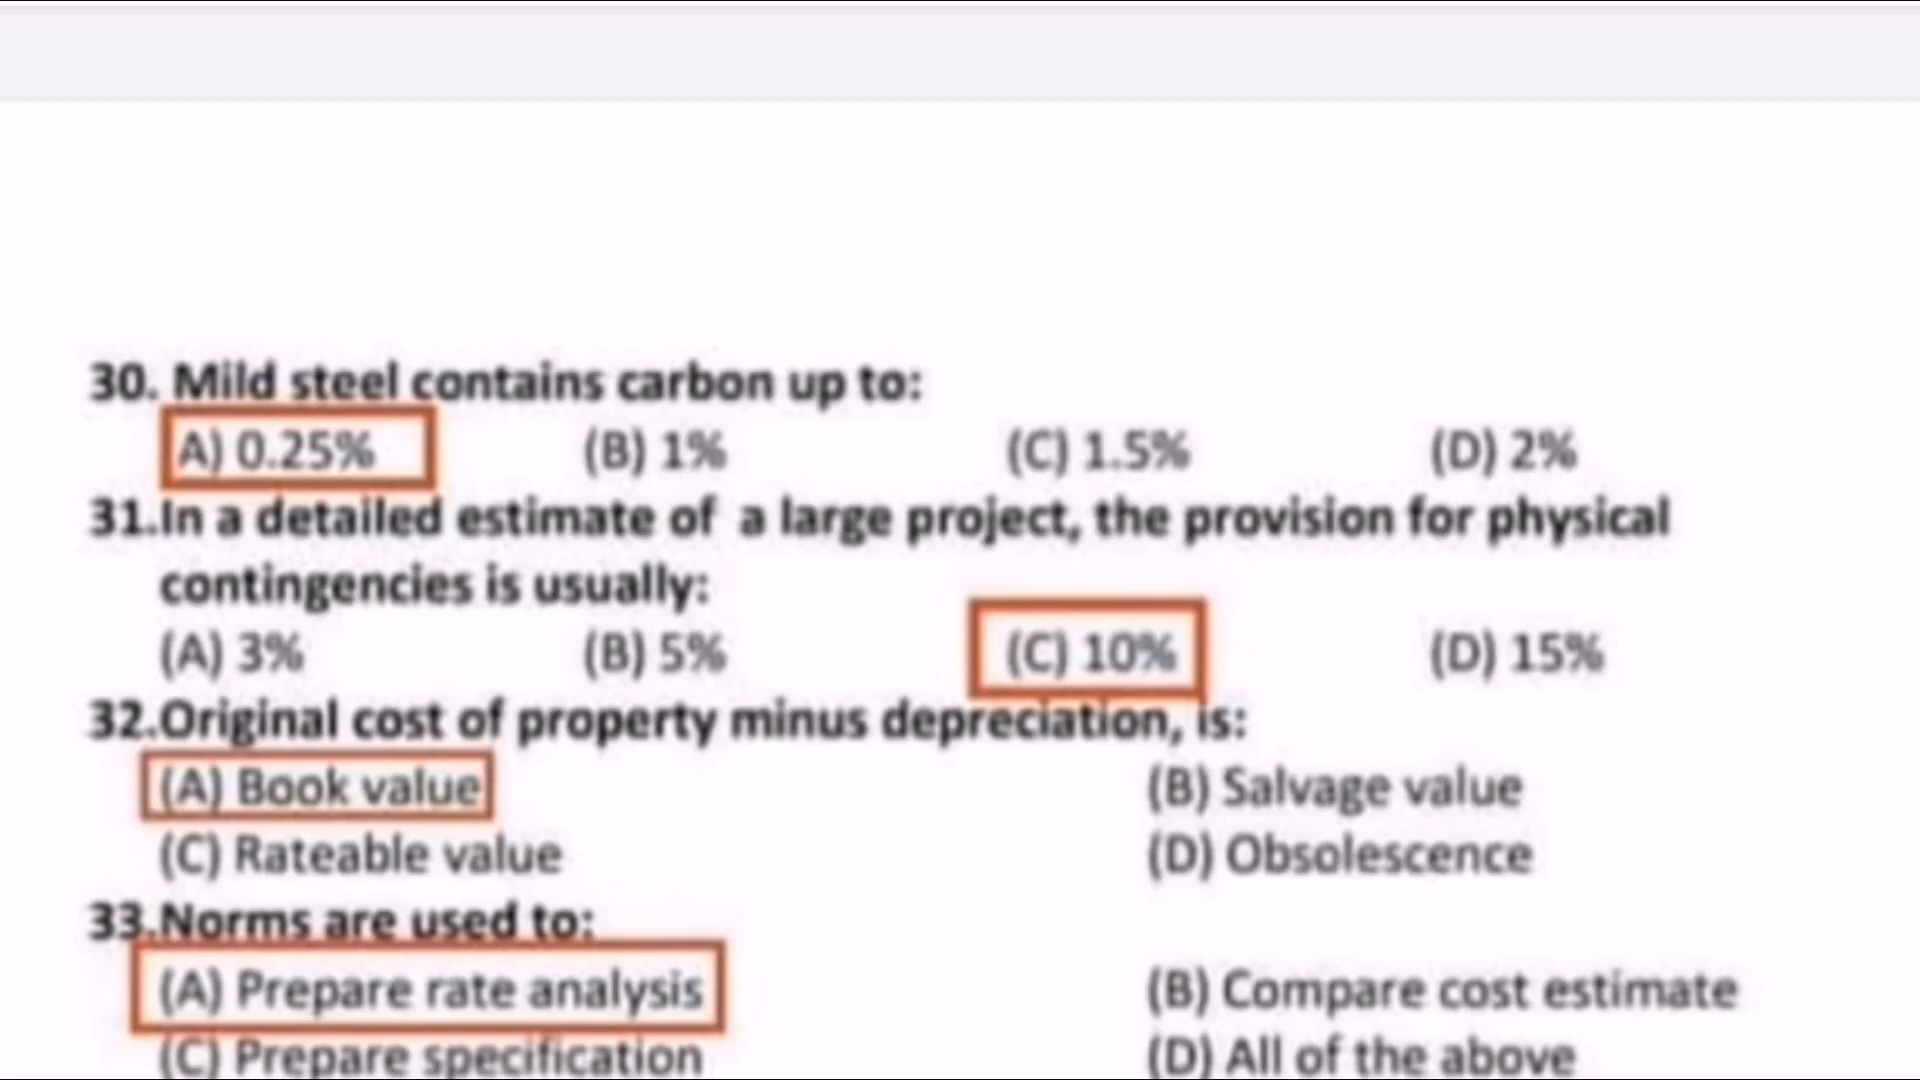 30. Mild steel contains carbon up to:
A) 0.25% (B) 1% (C) 1.5% (D) 2%
31.In a detailed estimate of a large project, the provision for physical
contingencies is usually:
(A) 3% (B) 5% (C) 10% (D) 15%
32.Original cost of property minus depreciation, is:
(A) Book value (B) Salvage value
(C) Rateable value (D) Obsolescence
33.Norms are used to:
(A) Prepare rate analysis (B) Compare cost estimate
(C) Prepare specification (D) All of the above